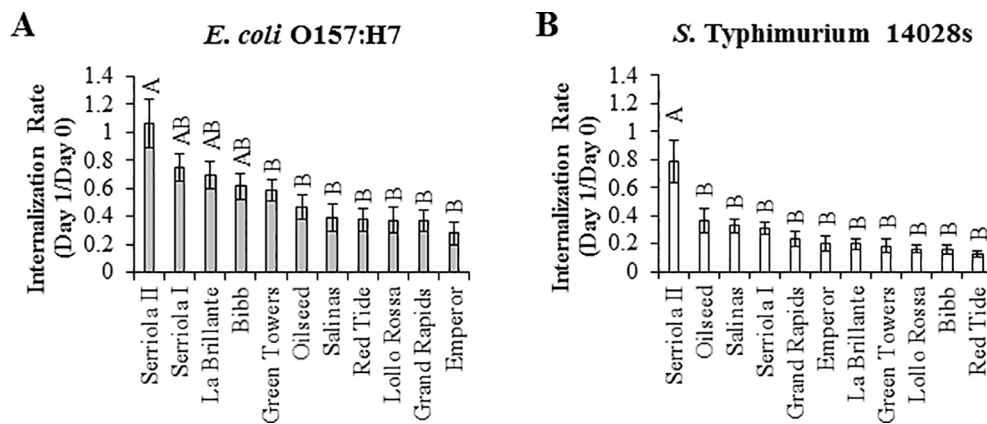 A
E. coli O157:H7
Internalization Rate
(Day 1/Day 0)
1.4
1.2
1
0.8
0.6
0.4
0.2
0
A
AB
AB
AB
B
B
B
B
B
B
B
Serriola II
Serriola I
La Brillante
Bibb
Green Towers
Oilseed
Salinas
Red Tide
Lollo Rossa
Grand Rapids
Emperor
B
S. Typhimurium 14028s
Internalization Rate
(Day 1/Day 0)
1.4
1.2
1
0.8
0.6
0.4
0.2
0
A
B
B
B
B
B
B
B
B
B
B
Serriola II
Oilseed
Salinas
Serriola I
Grand Rapids
Emperor
La Brillante
Green Towers
Lollo Rossa
Bibb
Red Tide